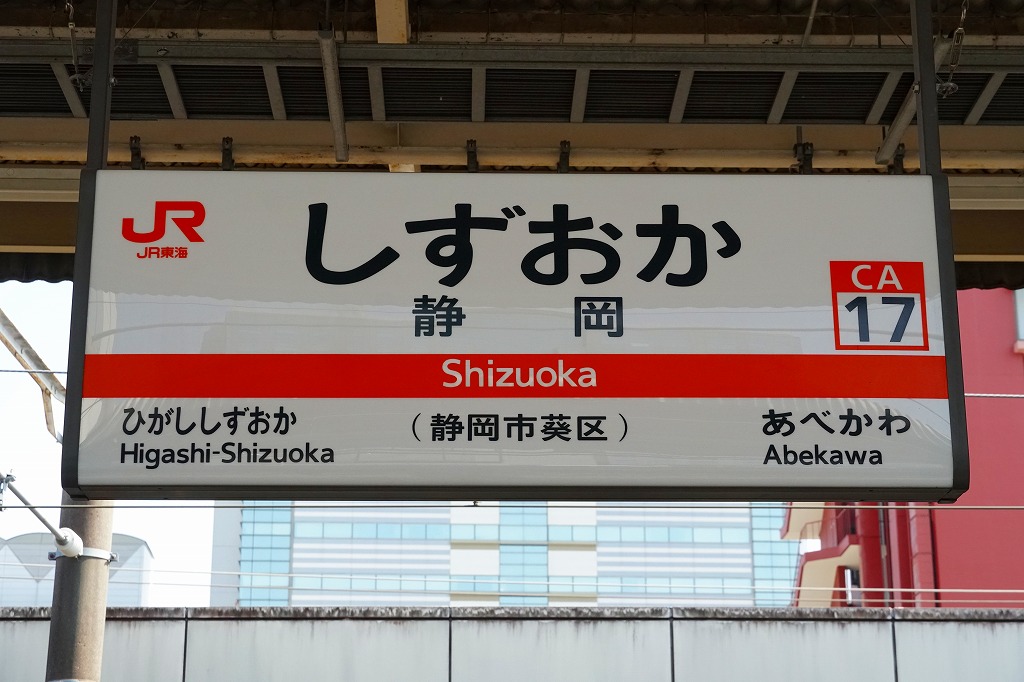 JR
JR東海
しずおか
静岡
CA
17
Shizuoka
ひがししずおか
Higashi-Shizuoka
（静岡市葵区）
あべかわ
Abekawa